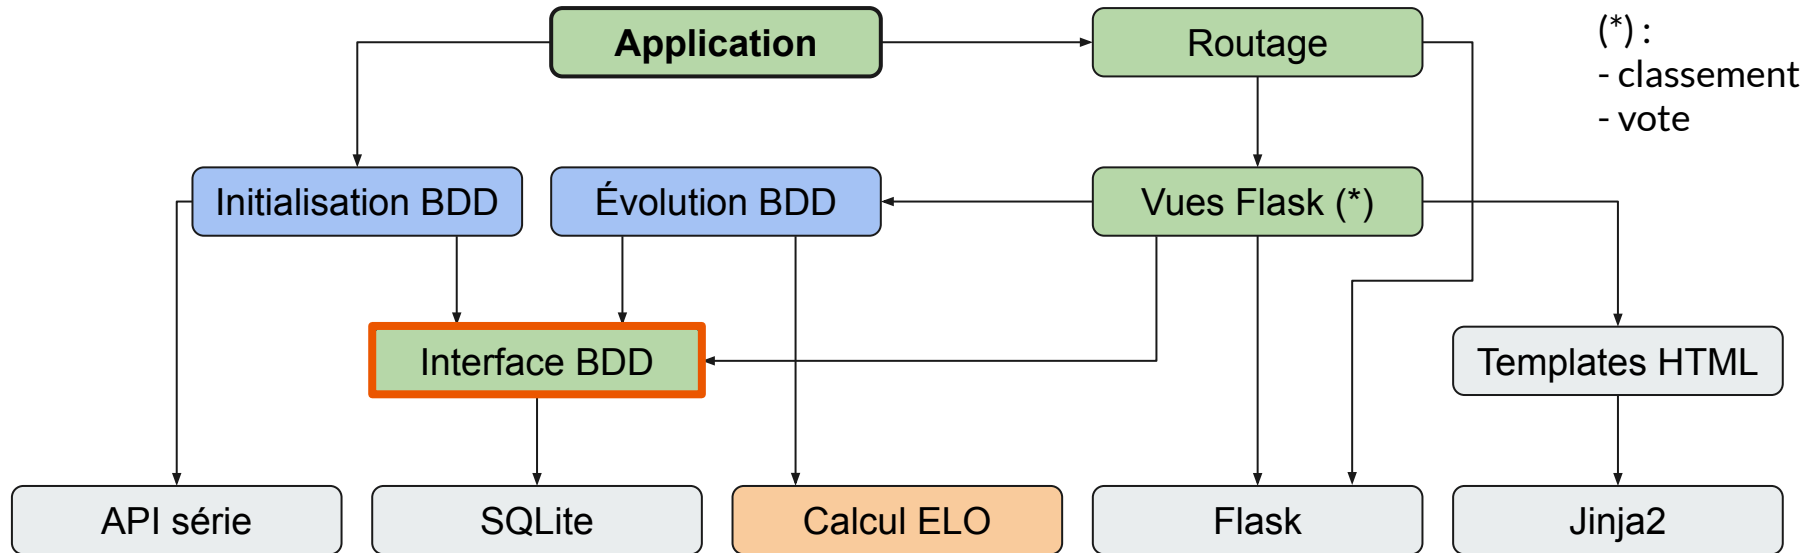 Application
Routage
(*) :
- classement
- vote
Initialisation BDD
Évolution BDD
Vues Flask (*)
Interface BDD
Templates HTML
API série
SQLite
Calcul ELO
Flask
Jinja2